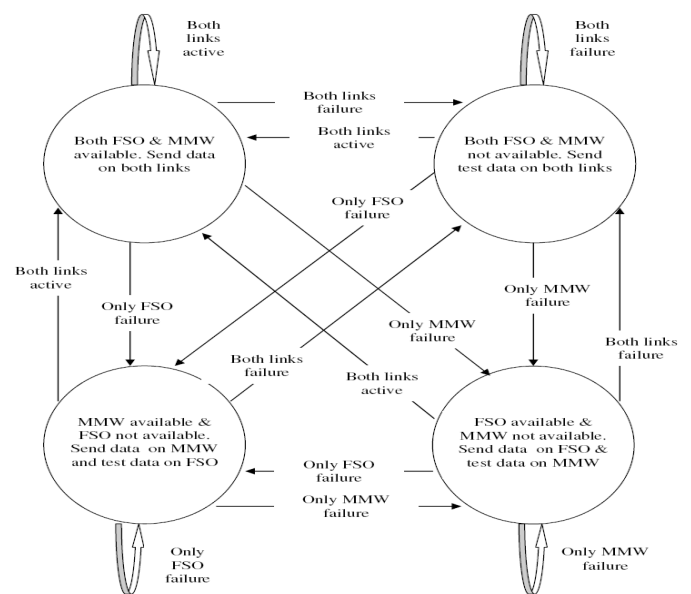 Both
links
active
Both
links
failure
Both links
failure
Both links
active
Both FSO & MMW
available. Send data
on both links
Both FSO & MMW
not available. Send
test data on both links
Only FSO
failure
Both links
active
Only FSO
failure
Only MMW
failure
Only MMW
failure
Both links
failure
Both links
failure
Both links
active
MMW available &
FSO not available.
Send data on MMW
and test data on FSO
FSO available &
MMW not available.
Send data on FSO &
test data on MMW
Only FSO
failure
Only MMW
failure
Only
FSO
failure
Only MMW
failure